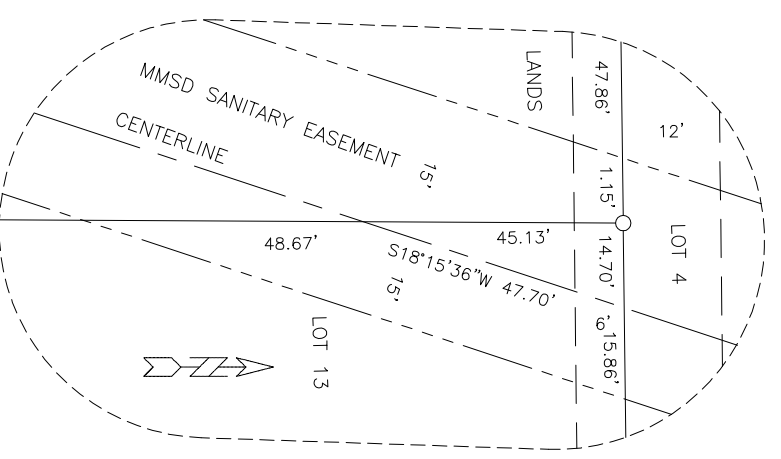 LANDS
47.86'
12'
MMSD SANITARY EASEMENT
15'
CENTERLINE
1.15'
LOT 4
48.67'
45.13'
14.70'
S18°15'36"W 47.70'
15'
6'
15.86'
LOT 13